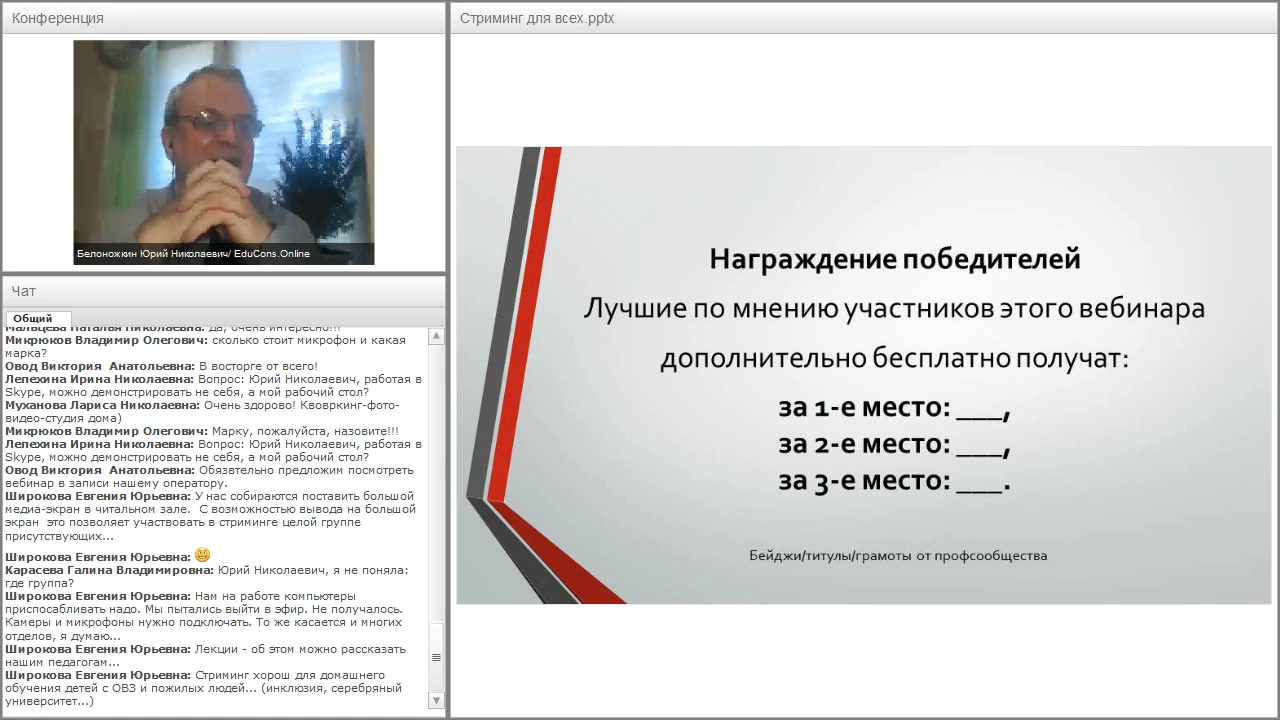 Конференция
Белоножкин Юрий Николаевич/ EduCons.Online
Чат
Общий
Мальцева Наталья Николаевна: да, очень интересно!!!
Микрюков Владимир Олегович: сколько стоит микрофон и какая
марка?
Овод Виктория Анатольевна: В восторге от всего!
Лепехина Ирина Николаевна: Вопрос: Юрий Николаевич, работая в
Skype, можно демонстрировать не себя, а мой рабочий стол?
Муханова Лариса Николаевна: Очень здорово! Квовркинг-фото-
видео-студия дома)
Микрюков Владимир Олегович: Марку, пожалуйста, назовите!!!
Лепехина Ирина Николаевна: Вопрос: Юрий Николаевич, работая в
Skype, можно демонстрировать не себя, а мой рабочий стол?
Овод Виктория Анатольевна: Обязвтельно предложим посмотреть
вебинар в записи нашему оператору.
Широкова Евгения Юрьевна: У нас собираются поставить большой
медиа-экран в читальном зале. С возможностью вывода на большой
экран это позволяет участвовать в стриминге целой группе
присутствующих...
Широкова Евгения Юрьевна:
Карасева Галина Владимировна: Юрий Николаевич, я не поняла:
где группа?
Широкова Евгения Юрьевна: Нам на работе компьютеры
приспосабливать надо. Мы пытались выйти в эфир. Не получалось.
Камеры и микрофоны нужно подключать. То же касается и многих
отделов, я думаю...
Широкова Евгения Юрьевна: Лекции - об этом можно рассказать
нашим педагогам...
Широкова Евгения Юрьевна: Стриминг хорош для домашнего
обучения детей с ОВЗ и пожилых людей... (инклюзия, серебряный
университет...)
Стриминг для всех.pptx
Награждение победителей
Лучшие по мнению участников этого вебинара
дополнительно бесплатно получат:
за 1-е место: ___,
за 2-е место: ___,
за 3-е место: ___.
Бейджи/титулы/грамоты от профсообщества